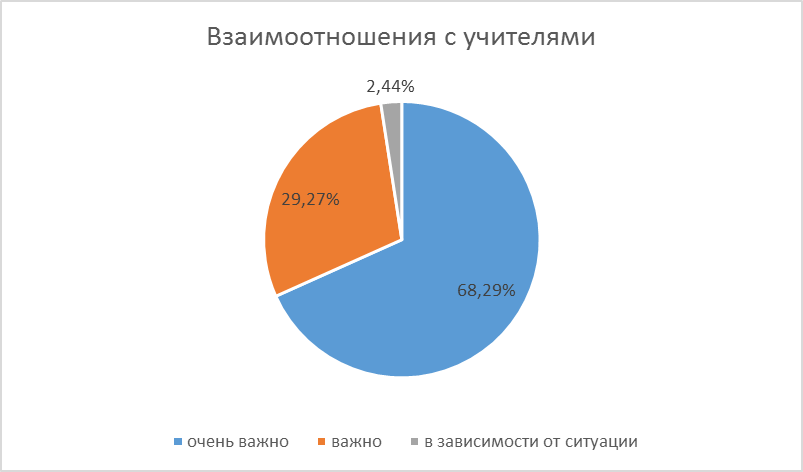 Взаимоотношения с учителями
2,44%
29,27%
68,29%
очень важно важно в зависимости от ситуации